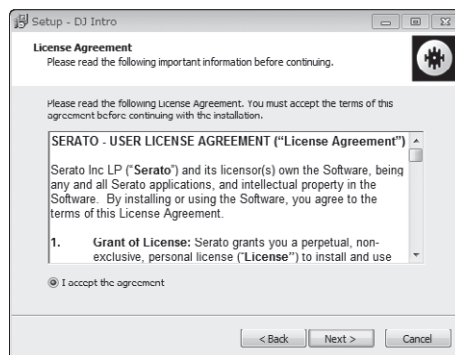 Setup - DJ Intro
License Agreement
Please read the following important information before continuing.
Please read the following License Agreement. You must accept the terms of this
agreement before continuing with the installation.
SERATO - USER LICENSE AGREEMENT (“License Agreement”)
Serato Inc LP (“Serato”) and its licensor(s) own the Software, being
any and all Serato applications, and intellectual property in the
Software. By installing or using the Software, you agree to the
terms of this License Agreement.
1. Grant of License: Serato grants you a perpetual, non-
exclusive, personal license (“License”) to install and use
I accept the agreement
< Back
Next >
Cancel